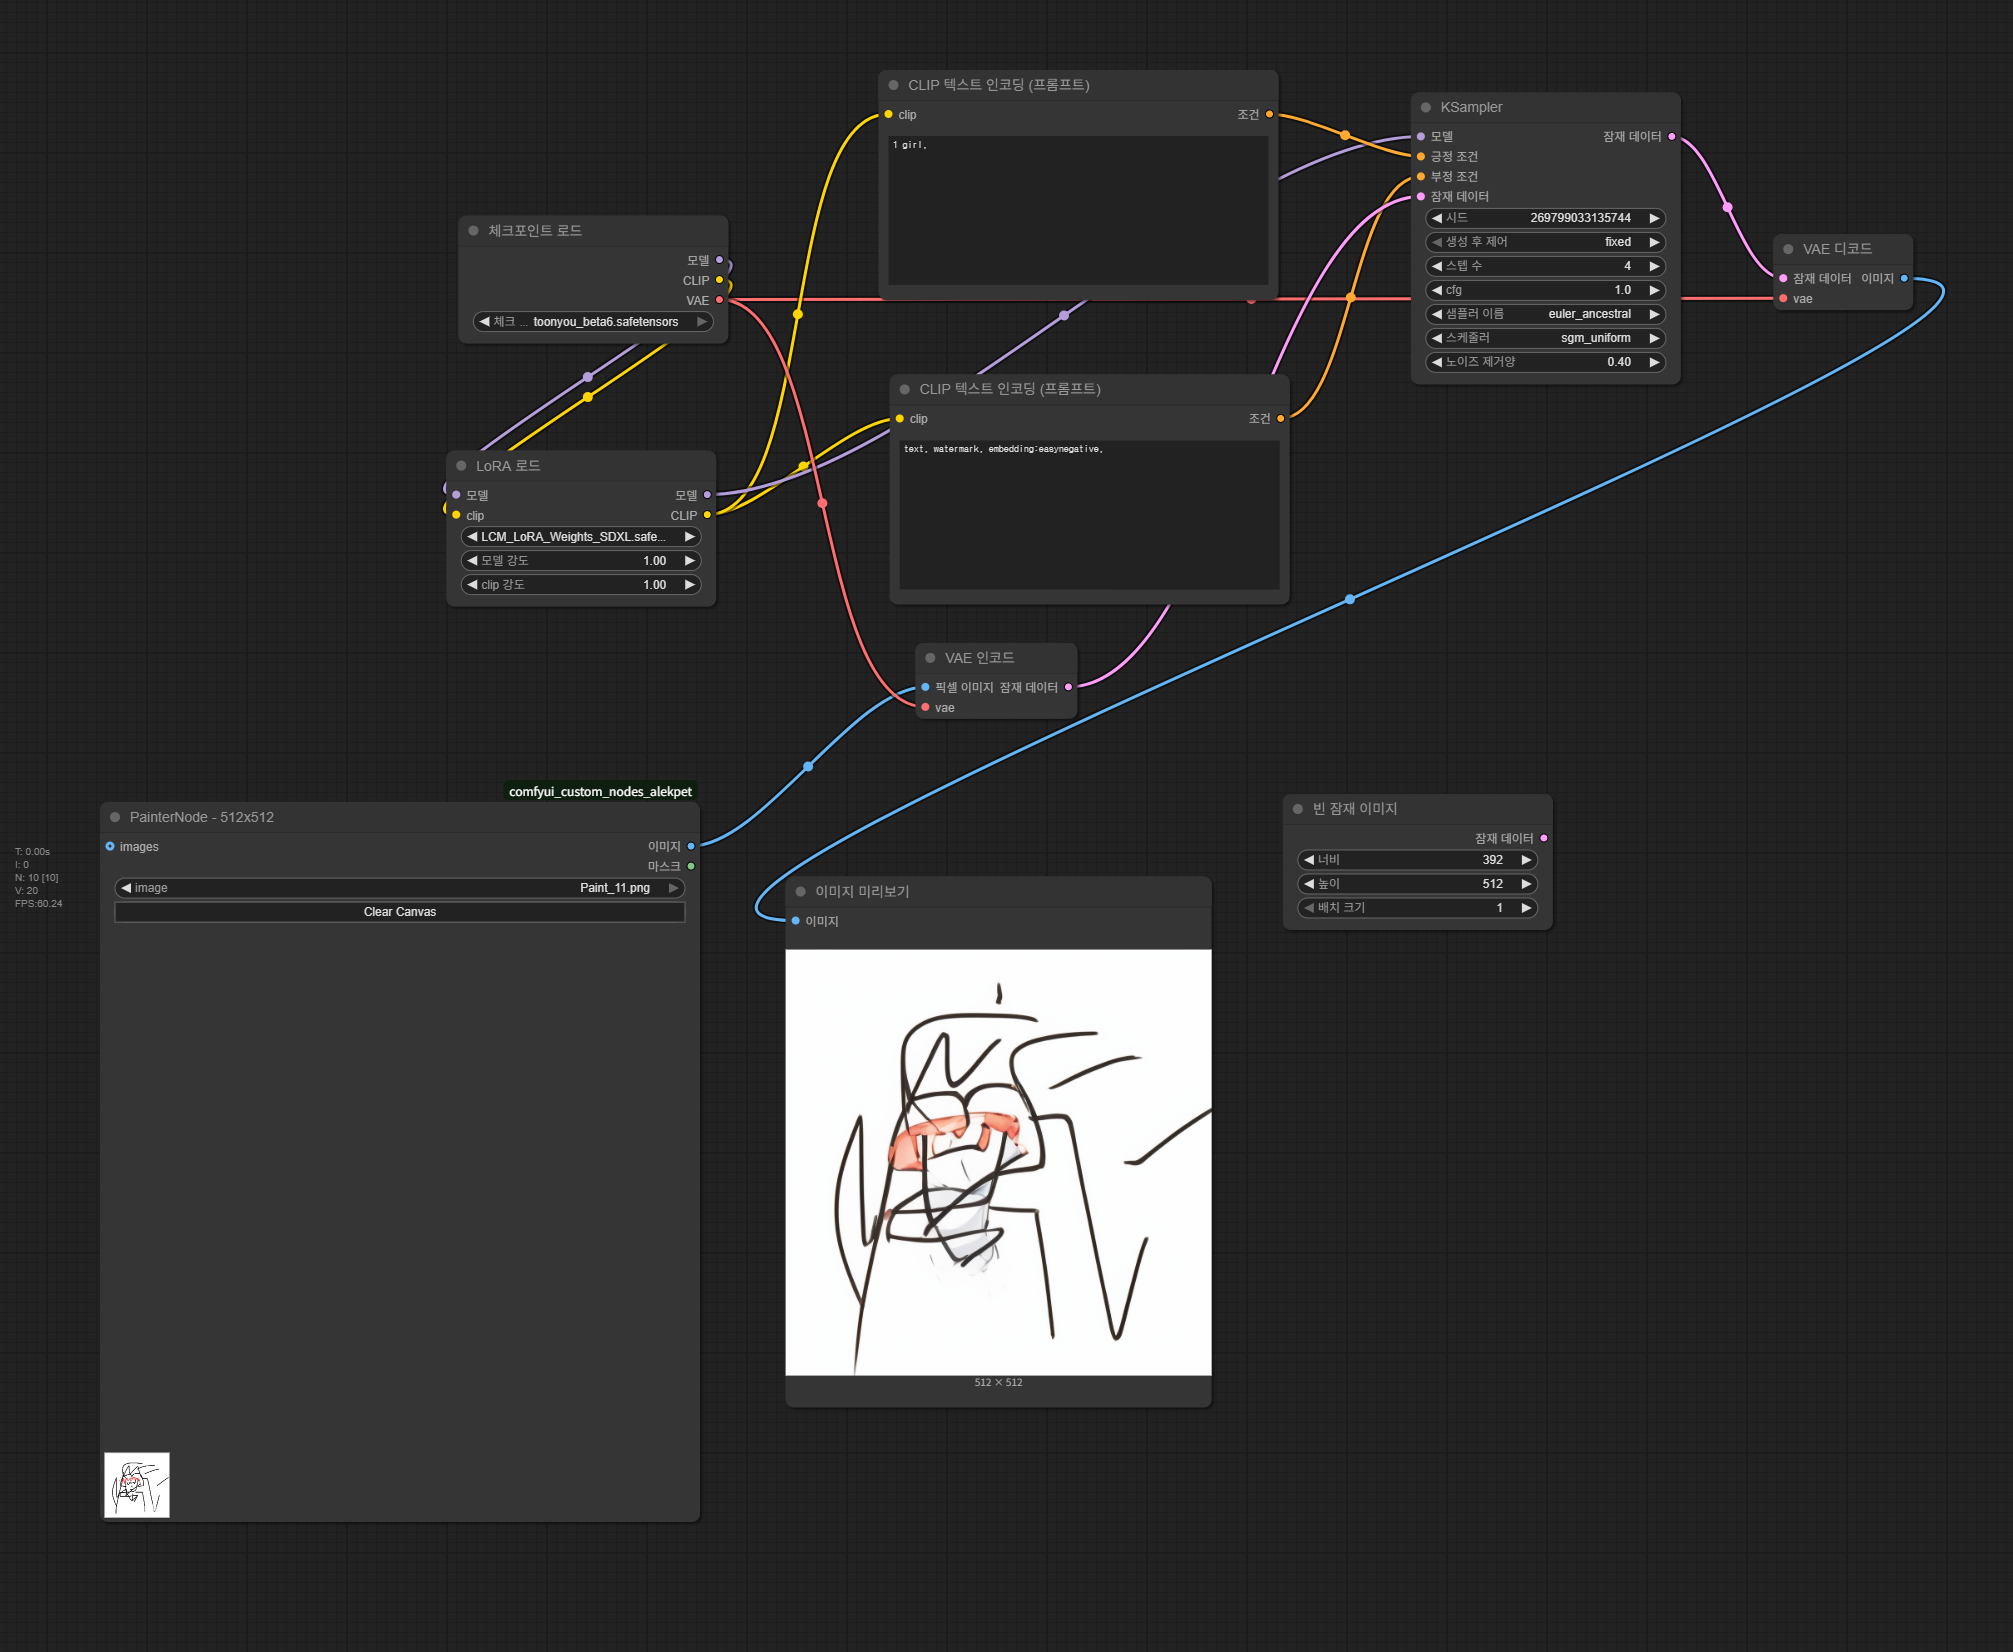 CLIP 텍스트 인코딩 (프롬프트)
clip
조건
1 girl,
KSampler
모델
잠재 데이터
긍정 조건
부정 조건
잠재 데이터
시드 269799033135744
생성 후 제어 fixed
스텝 수 4
cfg 1.0
샘플러 이름 euler_ancestral
스케줄러 sgm_uniform
노이즈 제거양 0.40
체크포인트 로드
모델
CLIP
VAE
체크 ... toonyou_beta6.safetensors
VAE 디코드
잠재 데이터 이미지
vae
CLIP 텍스트 인코딩 (프롬프트)
clip
조건
text, watermark, embedding:easynegative,
LoRA 로드
모델 모델
clip CLIP
LCM_LoRA_Weights_SDXL.safe...
모델 강도 1.00
clip 강도 1.00
VAE 인코드
픽셀 이미지 잠재 데이터
vae
comfyui_custom_nodes_alekpet
PainterNode - 512x512
images 이미지
마스크
image Paint_11.png
Clear Canvas
T: 0.00s
I: 0
N: 10 [10]
V: 20
FPS:60.24
빈 잠재 이미지
잠재 데이터
너비 392
높이 512
배치 크기 1
이미지 미리보기
이미지
512 × 512